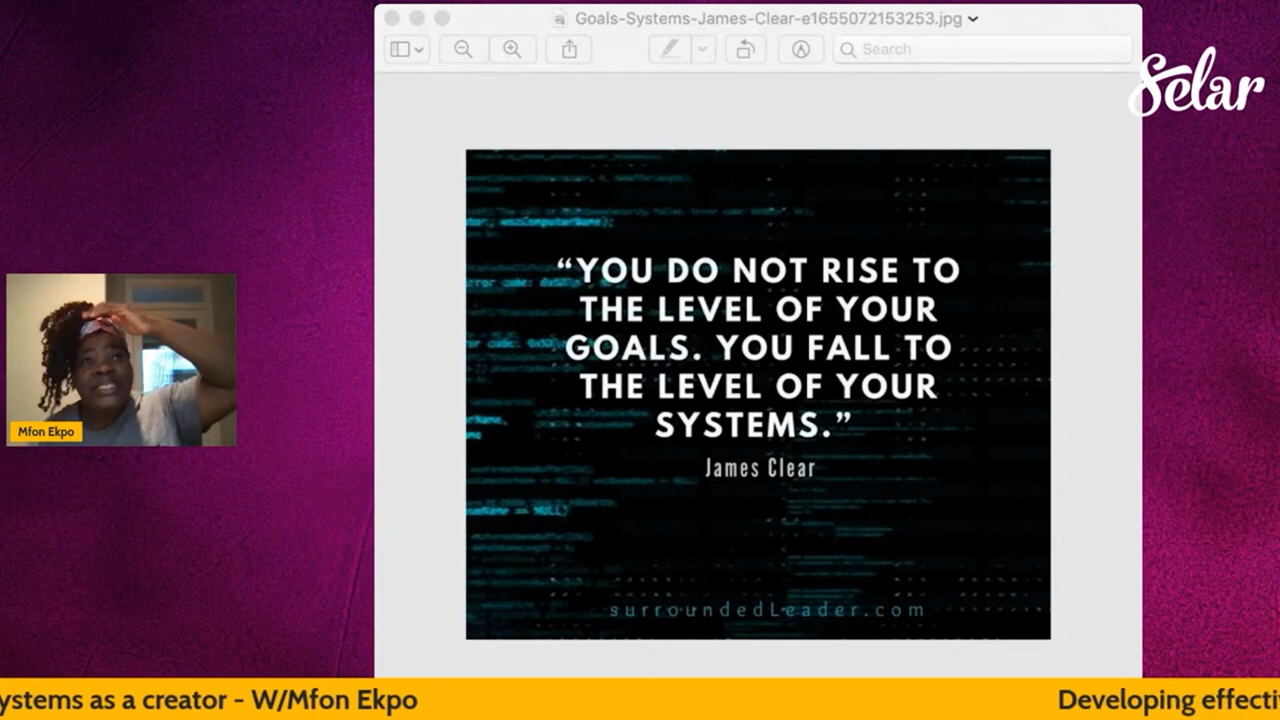 Goals-Systems-James-Clear-e1655072153253.jpg
Search
Selar
“YOU DO NOT RISE TO
THE LEVEL OF YOUR
GOALS. YOU FALL TO
THE LEVEL OF YOUR
SYSTEMS.”
James Clear
surroundedLeader.com
Mfon Ekpo
ystems as a creator - W/Mfon Ekpo
Developing effecti